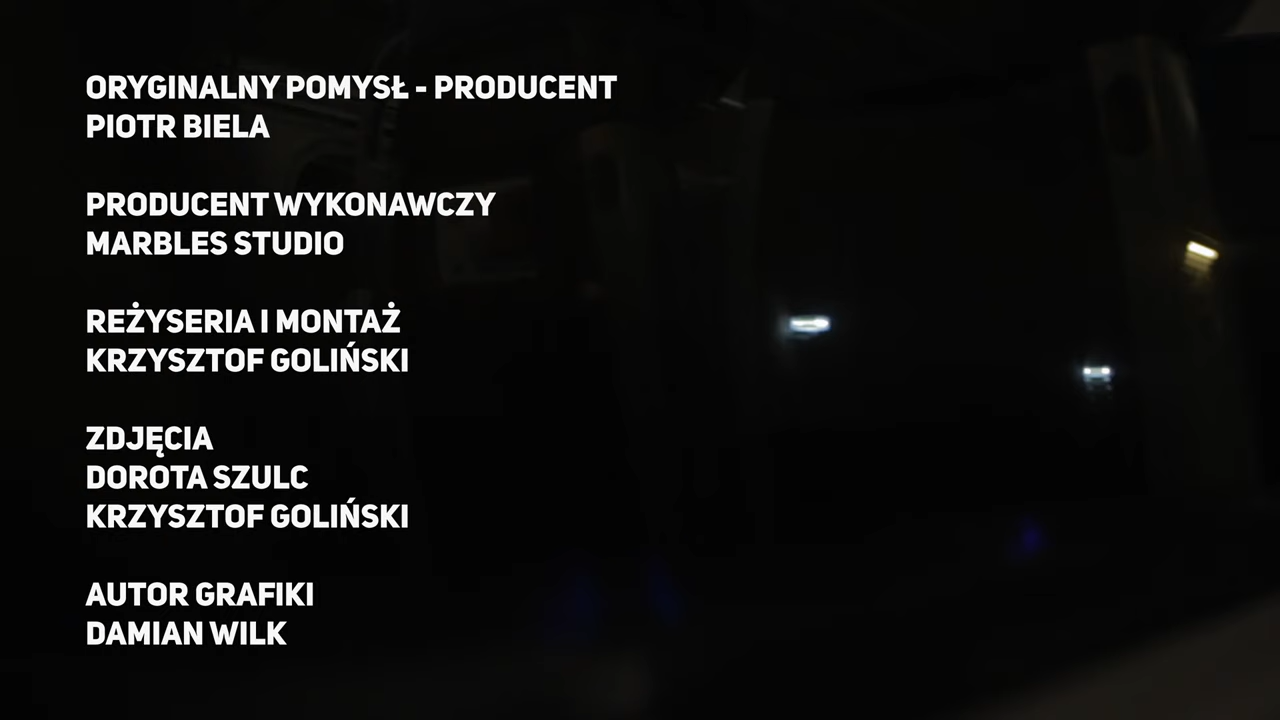 ORYGINALNY POMYSŁ - PRODUCENT
PIOTR BIELA
PRODUCENT WYKONAWCZY
MARBLES STUDIO
REŻYSERIA I MONTAŻ
KRZYSZTOF GOLIŃSKI
ZDJĘCIA
DOROTA SZULC
KRZYSZTOF GOLIŃSKI
AUTOR GRAFIKI
DAMIAN WILK